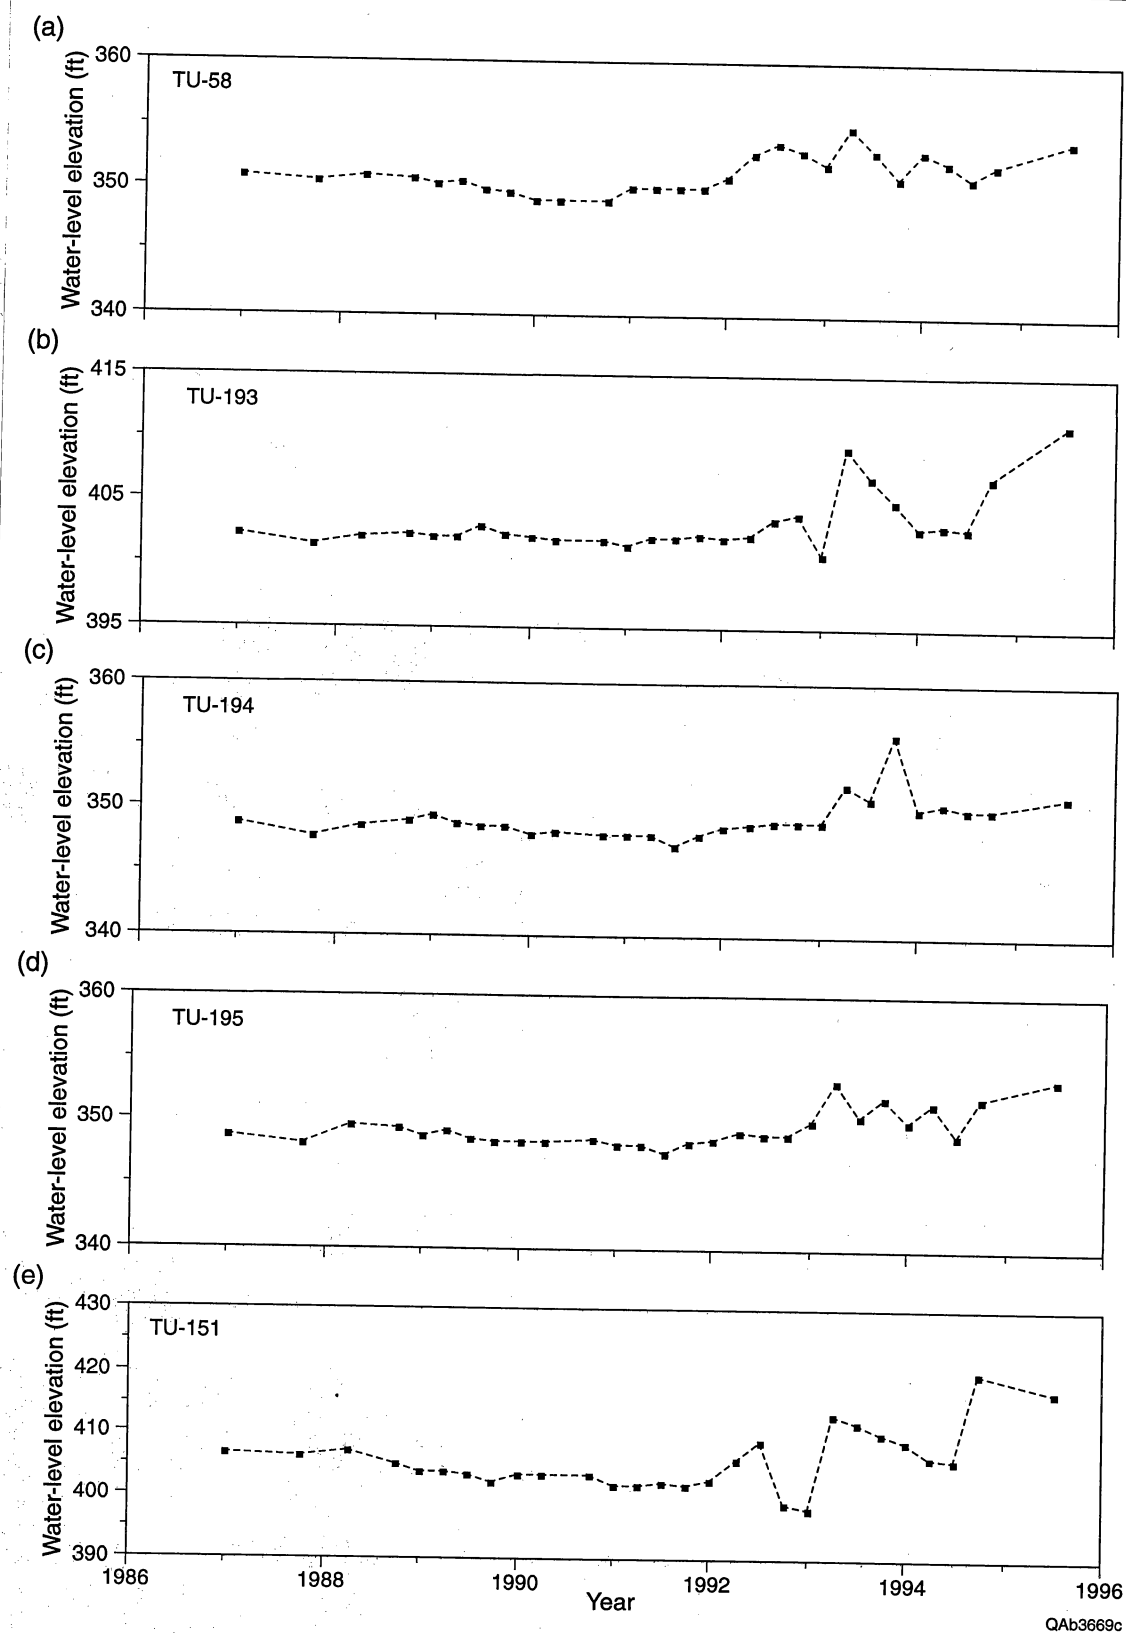 (a)
360
TU-58
350
340
Water-level elevation (ft)
(b)
415
TU-193
405
395
Water-level elevation (ft)
(c)
360
TU-194
350
340
Water-level elevation (ft)
(d)
360
TU-195
350
340
Water-level elevation (ft)
(e)
430
TU-151
420
410
400
390
Water-level elevation (ft)
1986 1988 1990 1992 1994 1996
Year
QAb3669c